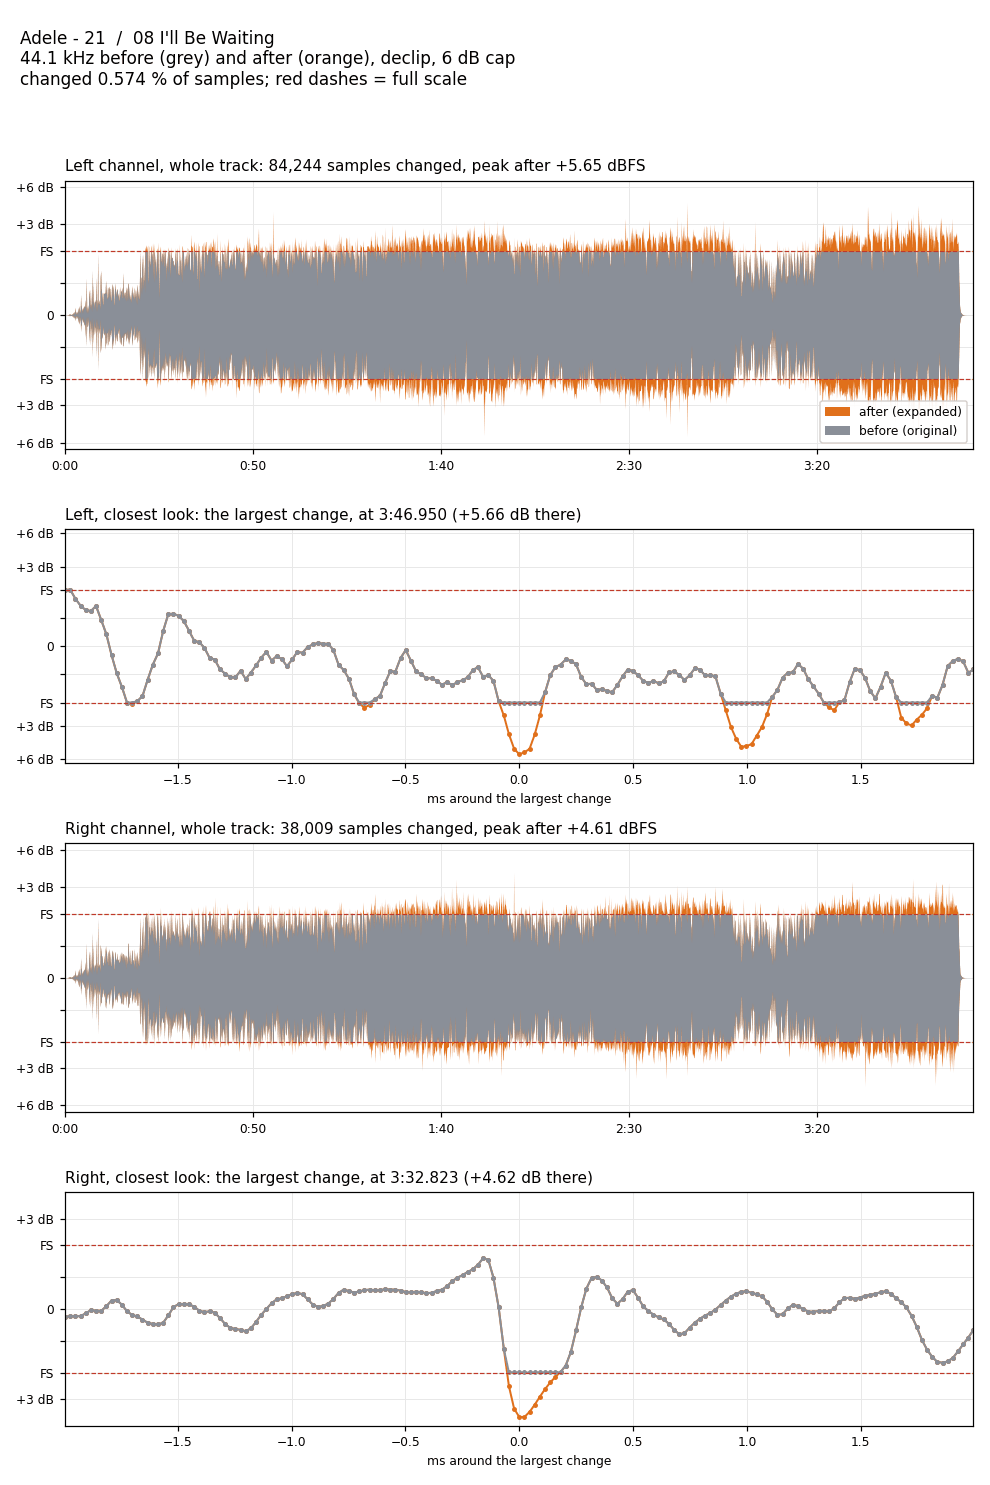 Adele - 21  /  08 I'll Be Waiting
44.1 kHz before (grey) and after (orange), declip, 6 dB cap
changed 0.574 % of samples; red dashes = full scale
Left channel, whole track: 84,244 samples changed, peak after +5.65 dBFS
+6 dB
+3 dB
FS
0
FS
+3 dB
+6 dB
after (expanded)
before (original)
0:00 0:50 1:40 2:30 3:20
Left, closest look: the largest change, at 3:46.950 (+5.66 dB there)
+6 dB
+3 dB
FS
0
FS
+3 dB
+6 dB
−1.5 −1.0 −0.5 0.0 0.5 1.0 1.5
ms around the largest change
Right channel, whole track: 38,009 samples changed, peak after +4.61 dBFS
+6 dB
+3 dB
FS
0
FS
+3 dB
+6 dB
0:00 0:50 1:40 2:30 3:20
Right, closest look: the largest change, at 3:32.823 (+4.62 dB there)
+3 dB
FS
0
FS
+3 dB
−1.5 −1.0 −0.5 0.0 0.5 1.0 1.5
ms around the largest change